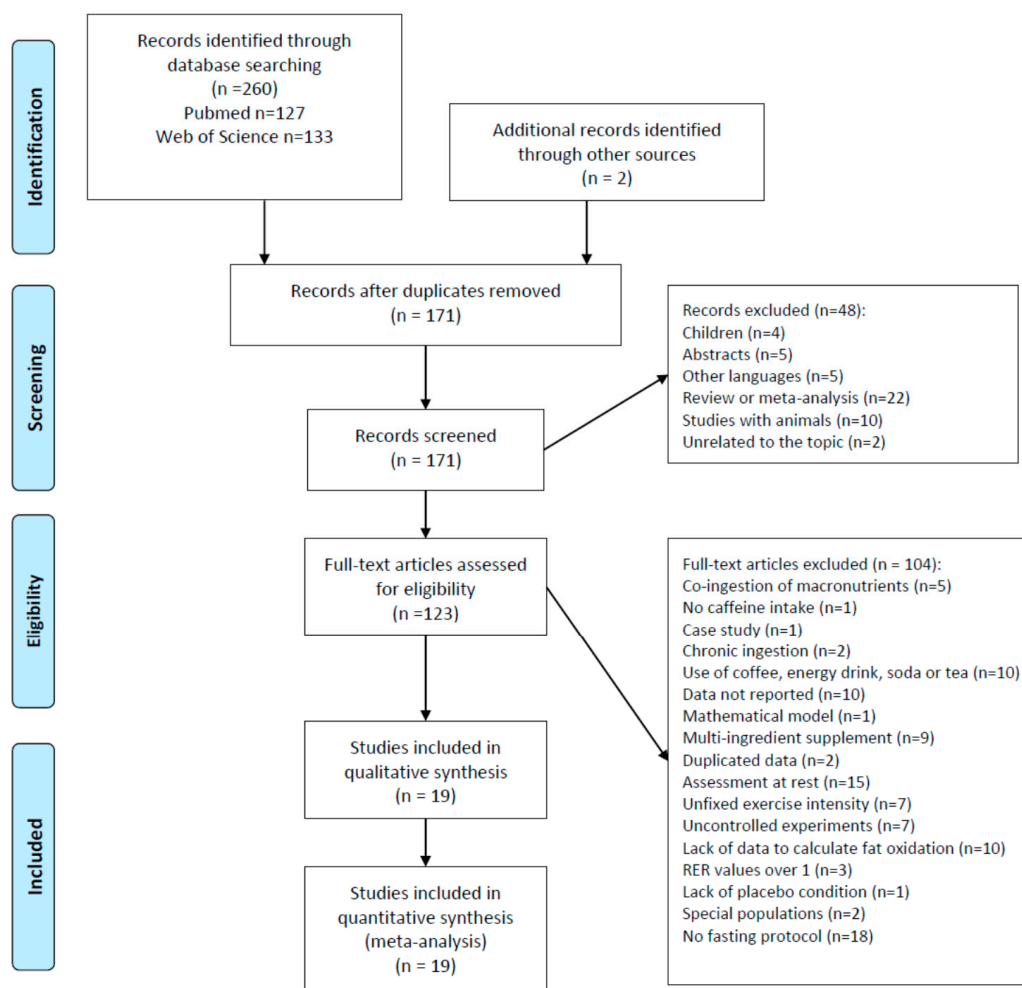 Identification
Records identified through
database searching
(n =260)
Pubmed n=127
Web of Science n=133
Additional records identified
through other sources
(n = 2)
Screening
Records after duplicates removed
(n = 171)
Records screened
(n = 171)
Records excluded (n=48):
Children (n=4)
Abstracts (n=5)
Other languages (n=5)
Review or meta-analysis (n=22)
Studies with animals (n=10)
Unrelated to the topic (n=2)
Eligibility
Full-text articles assessed
for eligibility
(n =123)
Full-text articles excluded (n = 104):
Co-ingestion of macronutrients (n=5)
No caffeine intake (n=1)
Case study (n=1)
Chronic ingestion (n=2)
Use of coffee, energy drink, soda or tea (n=10)
Data not reported (n=10)
Mathematical model (n=1)
Multi-ingredient supplement (n=9)
Duplicated data (n=2)
Assessment at rest (n=15)
Unfixed exercise intensity (n=7)
Uncontrolled experiments (n=7)
Lack of data to calculate fat oxidation (n=10)
RER values over 1 (n=3)
Lack of placebo condition (n=1)
Special populations (n=2)
No fasting protocol (n=18)
Included
Studies included in
qualitative synthesis
(n = 19)
Studies included in
quantitative synthesis
(meta-analysis)
(n = 19)